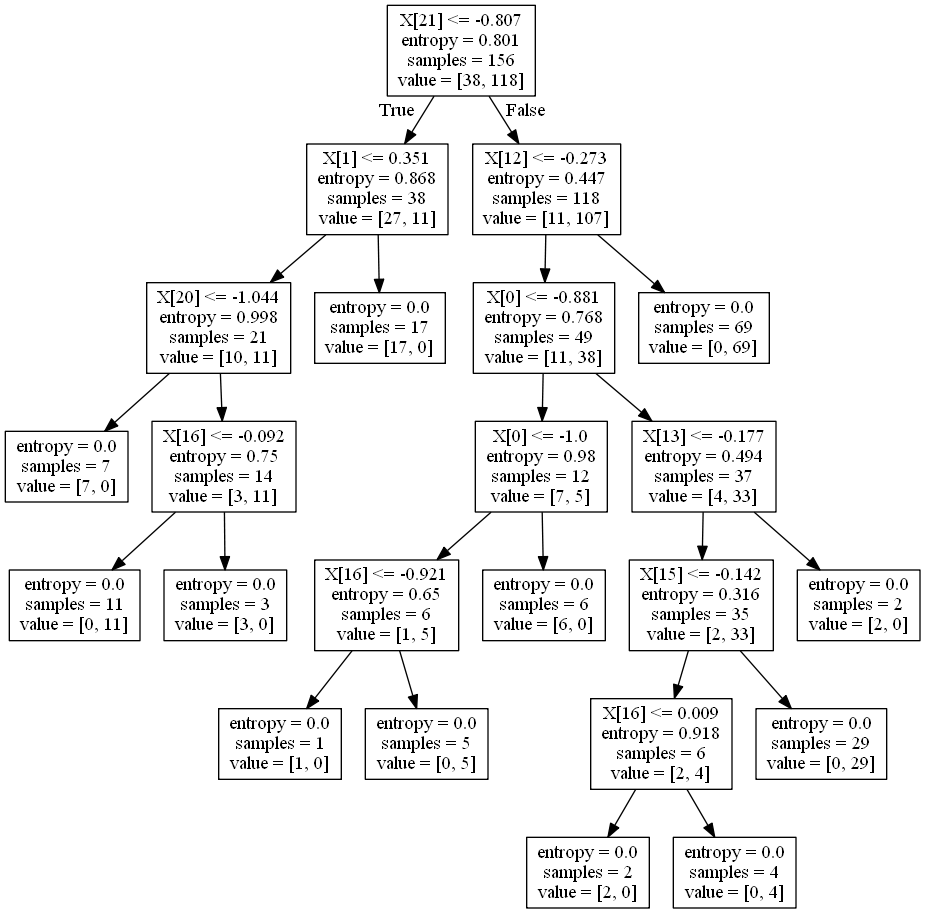 X[21] <= -0.807
entropy = 0.801
samples = 156
value = [38, 118]
True
False
X[1] <= 0.351
entropy = 0.868
samples = 38
value = [27, 11]
X[12] <= -0.273
entropy = 0.447
samples = 118
value = [11, 107]
X[20] <= -1.044
entropy = 0.998
samples = 21
value = [10, 11]
entropy = 0.0
samples = 17
value = [17, 0]
X[0] <= -0.881
entropy = 0.768
samples = 49
value = [11, 38]
entropy = 0.0
samples = 69
value = [0, 69]
entropy = 0.0
samples = 7
value = [7, 0]
X[16] <= -0.092
entropy = 0.75
samples = 14
value = [3, 11]
X[0] <= -1.0
entropy = 0.98
samples = 12
value = [7, 5]
X[13] <= -0.177
entropy = 0.494
samples = 37
value = [4, 33]
entropy = 0.0
samples = 11
value = [0, 11]
entropy = 0.0
samples = 3
value = [3, 0]
X[16] <= -0.921
entropy = 0.65
samples = 6
value = [1, 5]
entropy = 0.0
samples = 6
value = [6, 0]
X[15] <= -0.142
entropy = 0.316
samples = 35
value = [2, 33]
entropy = 0.0
samples = 2
value = [2, 0]
entropy = 0.0
samples = 1
value = [1, 0]
entropy = 0.0
samples = 5
value = [0, 5]
X[16] <= 0.009
entropy = 0.918
samples = 6
value = [2, 4]
entropy = 0.0
samples = 29
value = [0, 29]
entropy = 0.0
samples = 2
value = [2, 0]
entropy = 0.0
samples = 4
value = [0, 4]